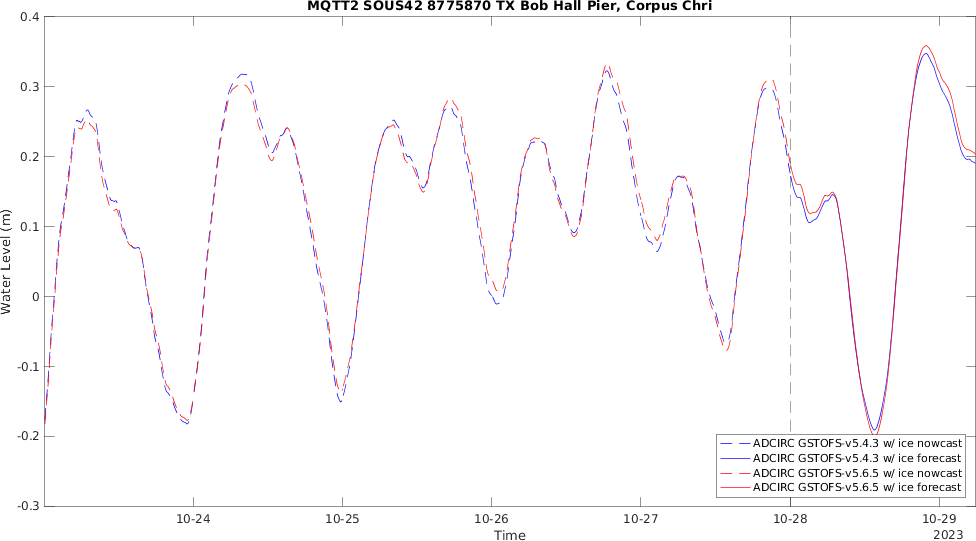 MQTT2 SOUS42 8775870 TX Bob Hall Pier, Corpus Chri
0.4
0.3
0.2
0.1
0
-0.1
-0.2
-0.3
Water Level (m)
10-24
10-25
10-26
10-27
10-28
10-29
2023
Time
ADCIRC GSTOFS-v5.4.3 w/ ice nowcast
ADCIRC GSTOFS-v5.4.3 w/ ice forecast
ADCIRC GSTOFS-v5.6.5 w/ ice nowcast
ADCIRC GSTOFS-v5.6.5 w/ ice forecast